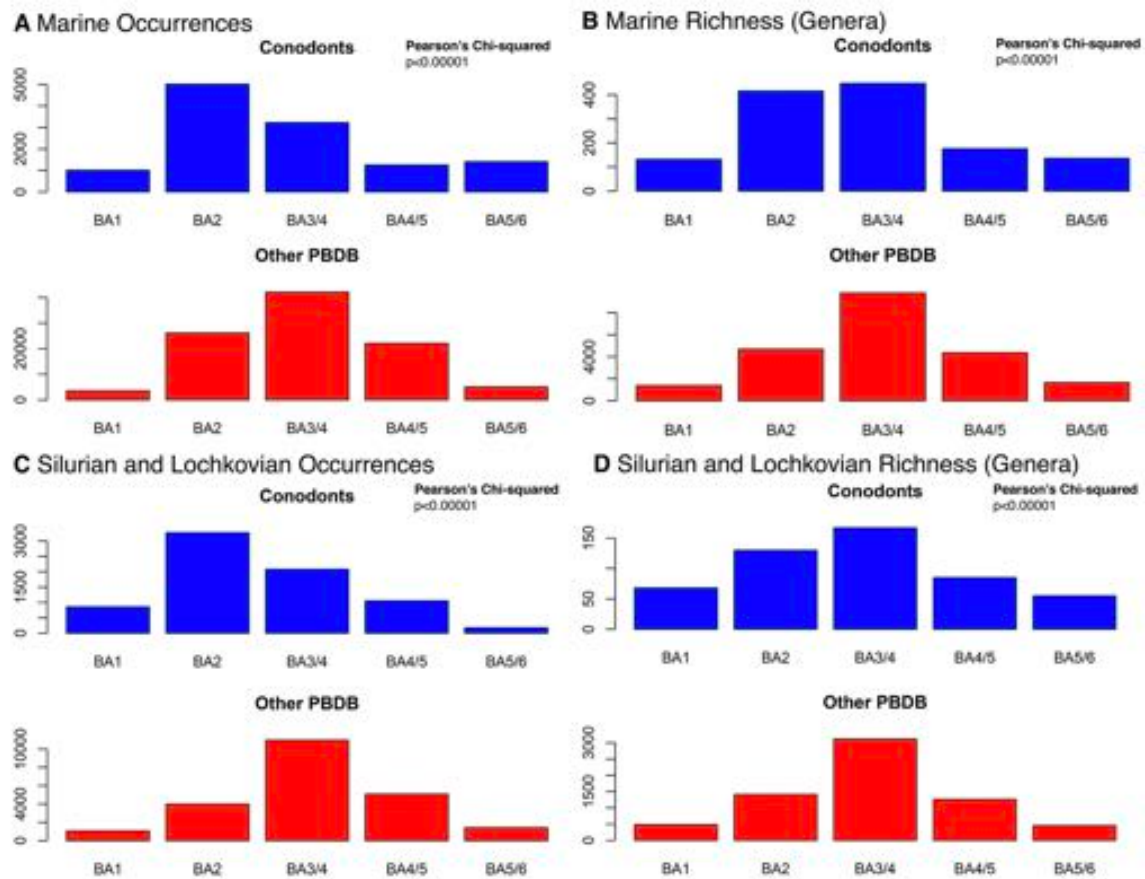 A Marine Occurrences
Conodonts
Pearson's Chi-squared
p<0.00001
5000
2000
0
BA1 BA2 BA3/4 BA4/5 BA5/6
Other PBDB
20000
0
BA1 BA2 BA3/4 BA4/5 BA5/6
B Marine Richness (Genera)
Conodonts
Pearson's Chi-squared
p<0.00001
400
200
0
BA1 BA2 BA3/4 BA4/5 BA5/6
Other PBDB
4000
0
BA1 BA2 BA3/4 BA4/5 BA5/6
C Silurian and Lochkovian Occurrences
Conodonts
Pearson's Chi-squared
p<0.00001
3000
1500
0
BA1 BA2 BA3/4 BA4/5 BA5/6
Other PBDB
10000
4000
0
BA1 BA2 BA3/4 BA4/5 BA5/6
D Silurian and Lochkovian Richness (Genera)
Conodonts
Pearson's Chi-squared
p<0.00001
150
50
0
BA1 BA2 BA3/4 BA4/5 BA5/6
Other PBDB
3000
1500
0
BA1 BA2 BA3/4 BA4/5 BA5/6